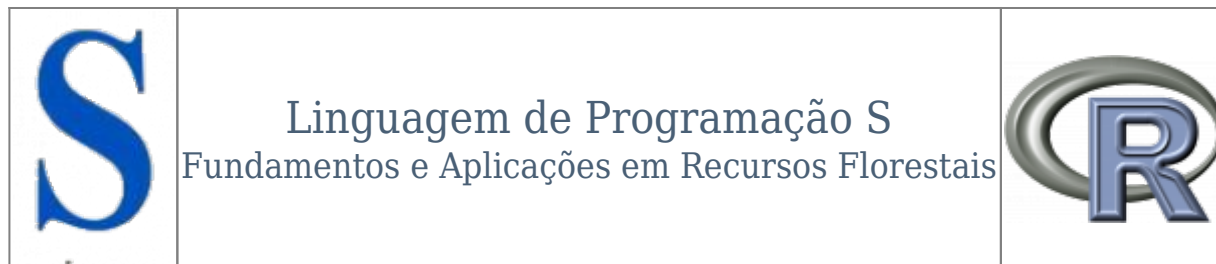 S
Linguagem de Programação S
Fundamentos e Aplicações em Recursos Florestais
R